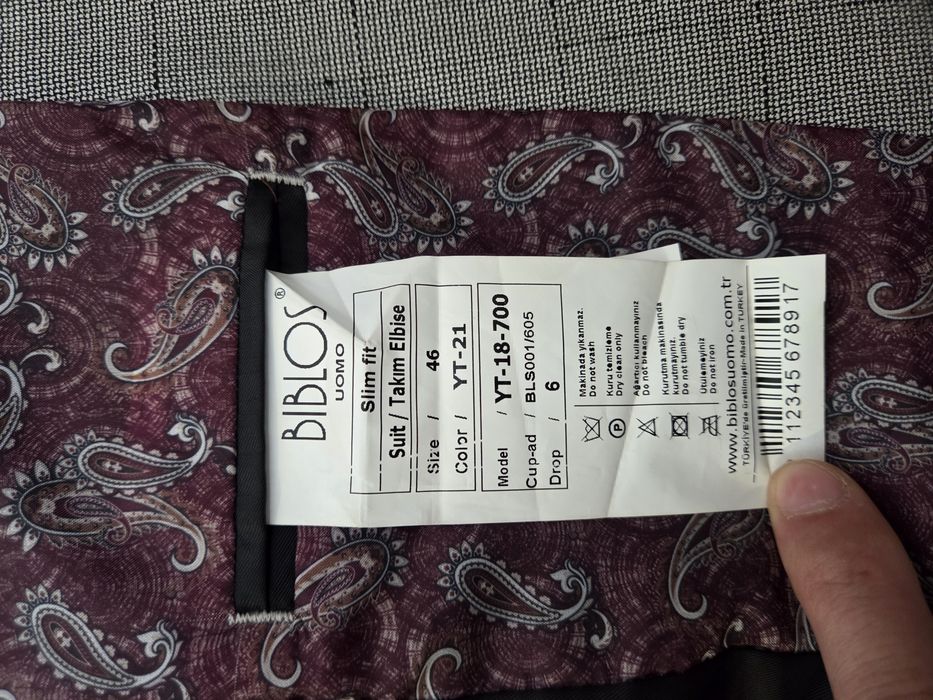 BIBLOS®
UOMO
Slim fit
Suit / Takım Elbise
Size / 46
Color / YT-21
Model / YT-18-700
Cup-ad / BLS001/605
Drop / 6
Makinada yıkanmaz.
Do not wash
Kuru temizleme
Dry clean only
P
Ağartıcı kullanmayınız
Do not bleach
Kurutma makinasında
kurutmayınız.
Do not tumble dry
Ütülemeyiniz
Do not iron
www.biblosuomo.com.tr
TÜRKİYE'de üretilmiştir-Made in TURKEY
112345678917